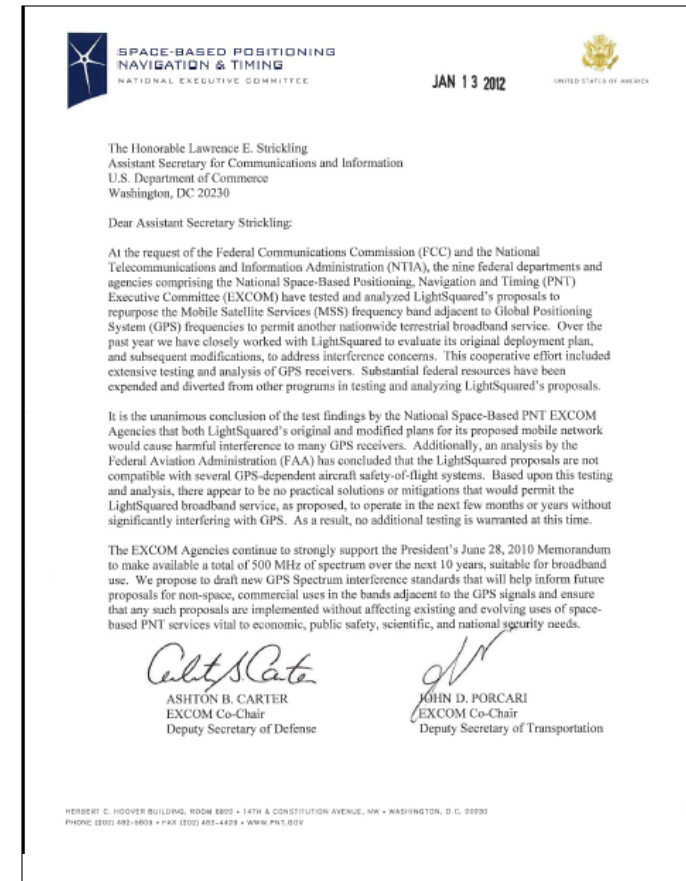 SPACE-BASED POSITIONING
NAVIGATION & TIMING
NATIONAL EXECUTIVE COMMITTEE
JAN 13 2012
UNITED STATES OF AMERICA
The Honorable Lawrence E. Strickling
Assistant Secretary for Communications and Information
U.S. Department of Commerce
Washington, DC 20230
Dear Assistant Secretary Strickling:
At the request of the Federal Communications Commission (FCC) and the National
Telecommunications and Information Administration (NTIA), the nine federal departments and
agencies comprising the National Space-Based Positioning, Navigation and Timing (PNT)
Executive Committee (EXCOM) have tested and analyzed LightSquared's proposals to
repurpose the Mobile Satellite Services (MSS) frequency band adjacent to Global Positioning
System (GPS) frequencies to permit another nationwide terrestrial broadband service. Over the
past year we have closely worked with LightSquared to evaluate its original deployment plan,
and subsequent modifications, to address interference concerns. This cooperative effort included
extensive testing and analysis of GPS receivers. Substantial federal resources have been
expended and diverted from other programs in testing and analyzing LightSquared's proposals.
It is the unanimous conclusion of the test findings by the National Space-Based PNT EXCOM
Agencies that both LightSquared's original and modified plans for its proposed mobile network
would cause harmful interference to many GPS receivers. Additionally, an analysis by the
Federal Aviation Administration (FAA) has concluded that the LightSquared proposals are not
compatible with several GPS-dependent aircraft safety-of-flight systems. Based upon this testing
and analysis, there appear to be no practical solutions or mitigations that would permit the
LightSquared broadband service, as proposed, to operate in the next few months or years without
significantly interfering with GPS. As a result, no additional testing is warranted at this time.
The EXCOM Agencies continue to strongly support the President's June 28, 2010 Memorandum
to make available a total of 500 MHz of spectrum over the next 10 years, suitable for broadband
use. We propose to draft new GPS Spectrum interference standards that will help inform future
proposals for non-space, commercial uses in the bands adjacent to the GPS signals and ensure
that any such proposals are implemented without affecting existing and evolving uses of space-
based PNT services vital to economic, public safety, scientific, and national security needs.
ASHTON B. CARTER
EXCOM Co-Chair
Deputy Secretary of Defense
JOHN D. PORCARI
EXCOM Co-Chair
Deputy Secretary of Transportation
HERBERT C. HOOVER BUILDING, ROOM • 14TH & CONSTITUTION AVENUE, NW • WASHINGTON, D.C. 20230
PHONE (202) • FAX (202) • WWW.PNT.GOV